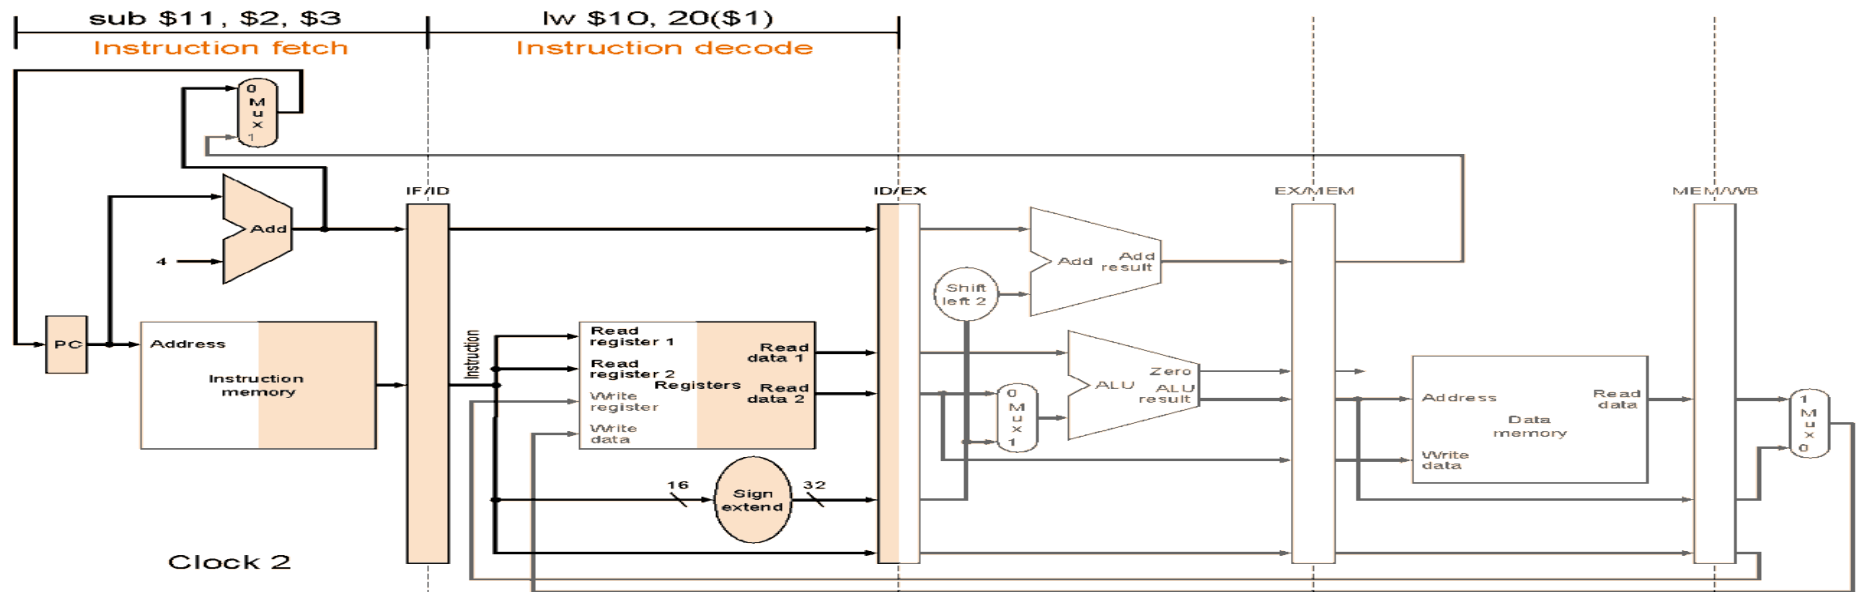 sub $11, $2, $3
lw $10, 20($1)
Instruction fetch
Instruction decode
0
M
u
x
1
IF/ID
ID/EX
EX/MEM
MEM/WB
Add
4
Add
Add
result
Shift
left 2
PC
Address
Instruction
memory
Instruction
Read
register 1
Read
register 2
Write
register
Write
data
Registers
Read
data 1
Read
data 2
0
M
u
x
1
Zero
ALU
ALU
result
Address
Write
data
Read
data
Data
memory
1
M
u
x
0
16
Sign
extend
32
Clock 2